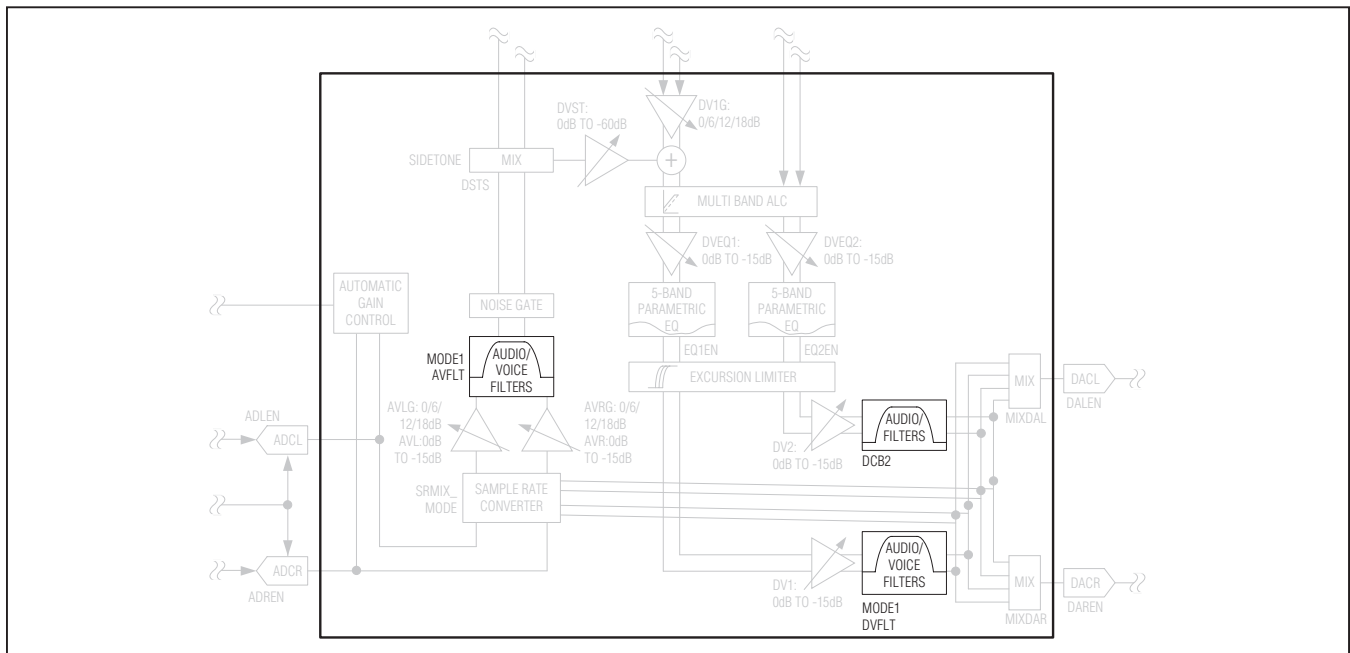 DVST:
0dB TO -60dB
DV1G:
0/6/12/18dB
SIDETONE
MIX
DSTS
+
MULTI BAND ALC
DVEQ1:
0dB TO -15dB
DVEQ2:
0dB TO -15dB
AUTOMATIC
GAIN
CONTROL
NOISE GATE
5-BAND
PARAMETRIC
EQ
5-BAND
PARAMETRIC
EQ
EQ1EN
EQ2EN
MODE1
AVFLT
AUDIO/
VOICE
FILTERS
EXCURSION LIMITER
MIX
DACL
DALEN
MIXDAL
AVLG: 0/6/
12/18dB
AVL:0dB
TO -15dB
AVRG: 0/6/
12/18dB
AVR:0dB
TO -15dB
ADLEN
ADCL
DV2:
0dB TO -15dB
AUDIO/
FILTERS
DCB2
SRMIX_
MODE
SAMPLE RATE
CONVERTER
ADCR
ADREN
DV1:
0dB TO -15dB
AUDIO/
VOICE
FILTERS
MODE1
DVFLT
MIX
MIXDAR
DACR
DAREN